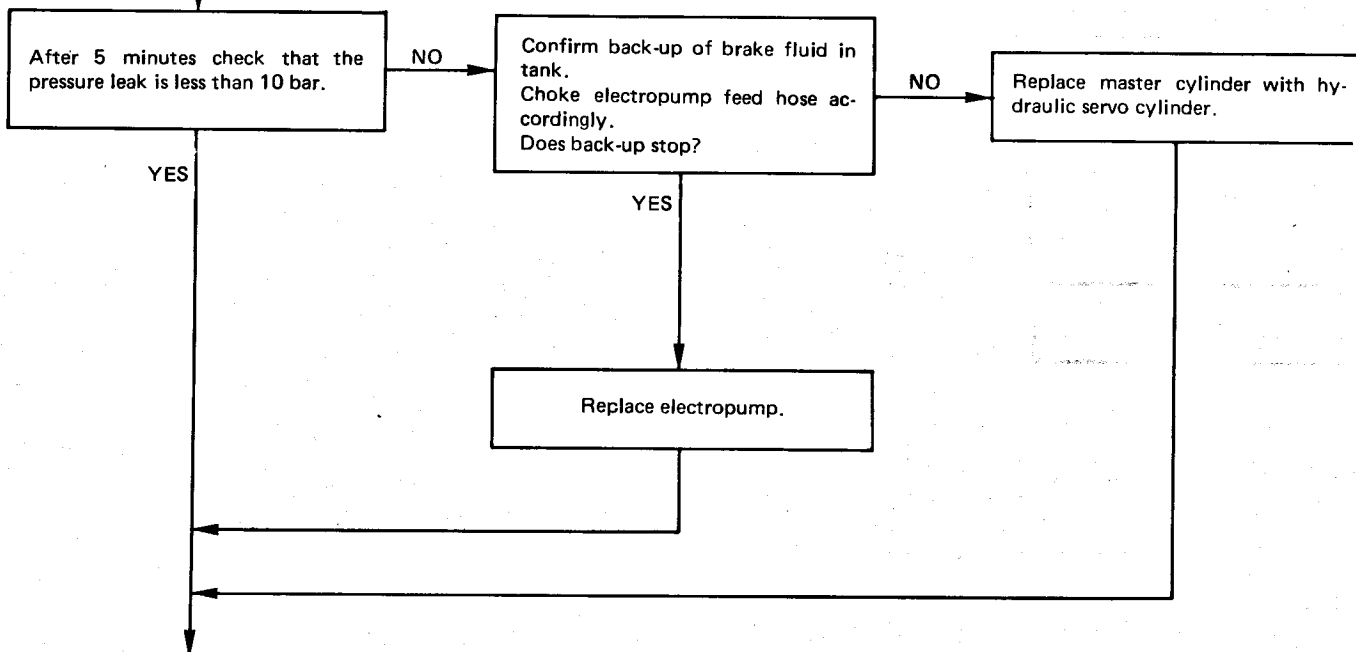 After 5 minutes check that the
pressure leak is less than 10 bar.
NO
Confirm back-up of brake fluid in
tank.
Choke electropump feed hose ac-
cordingly.
Does back-up stop?
NO
Replace master cylinder with hy-
draulic servo cylinder.
YES
YES
Replace electropump.